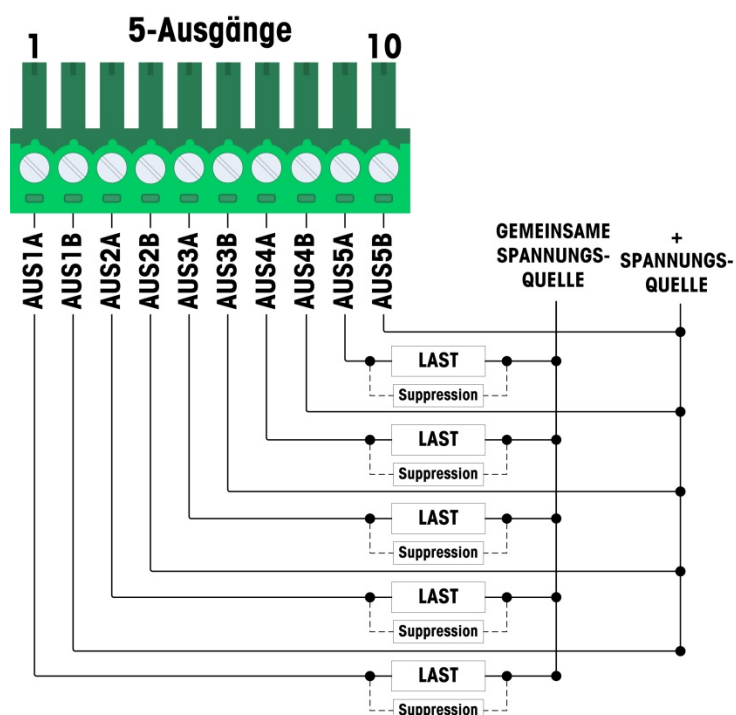 5-Ausgänge
1
10
AUS1A
AUS1B
AUS2A
AUS2B
AUS3A
AUS3B
AUS4A
AUS4B
AUS5A
AUS5B
GEMEINSAME
SPANNUNGS-
QUELLE
+
SPANNUNGS-
QUELLE
LAST
Suppression
LAST
Suppression
LAST
Suppression
LAST
Suppression
LAST
Suppression